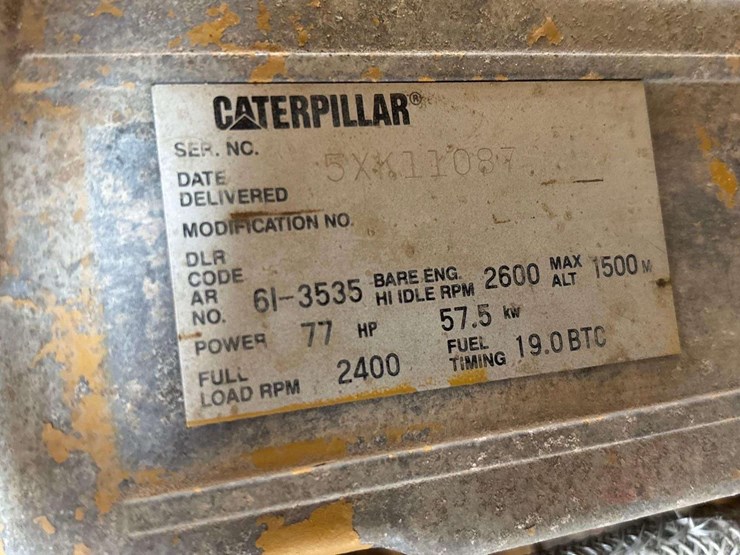 CATERPILLAR®
SER. NO. 5XK11087
DATE
DELIVERED
MODIFICATION NO.
DLR
CODE
AR
NO. 6I-3535 BARE ENG. HI IDLE RPM 2600 MAX ALT 1500 M
POWER 77 HP 57.5 kw
FULL
LOAD RPM 2400 FUEL TIMING 19.0 BTC